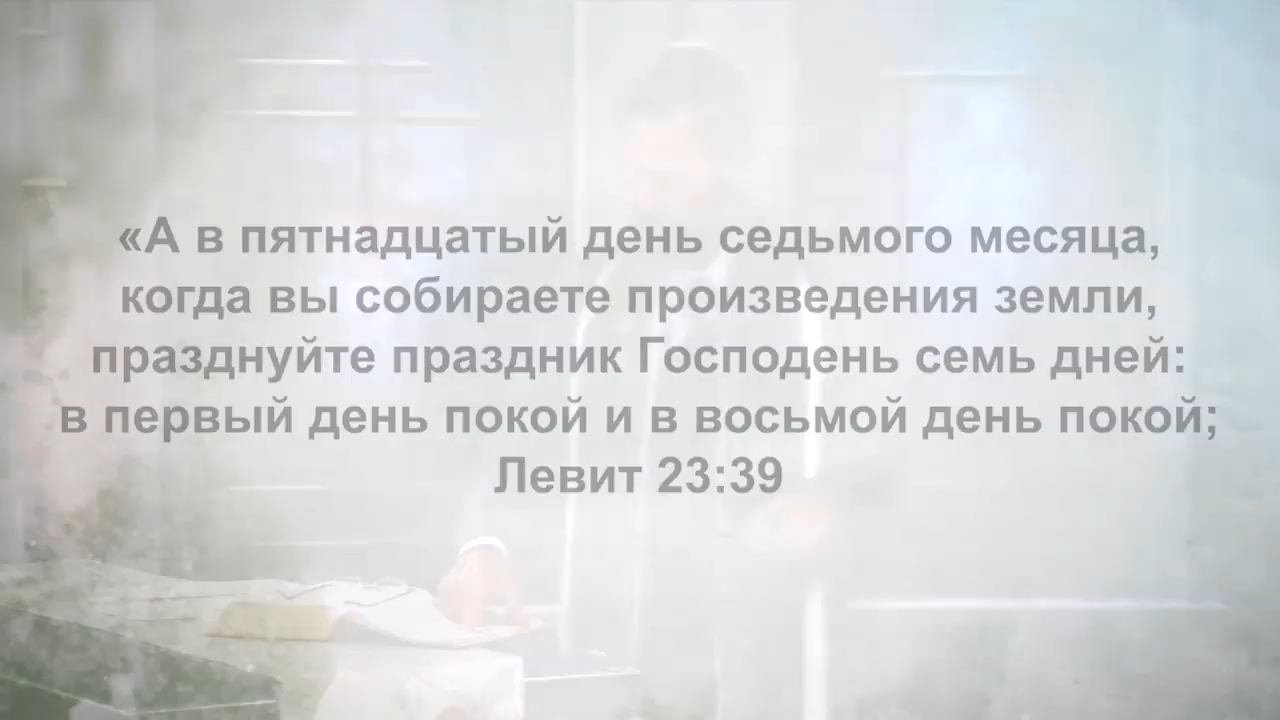 «А в пятнадцатый день седьмого месяца,
когда вы собираете произведения земли,
празднуйте праздник Господень семь дней:
в первый день покой и в восьмой день покой;
Левит 23:39